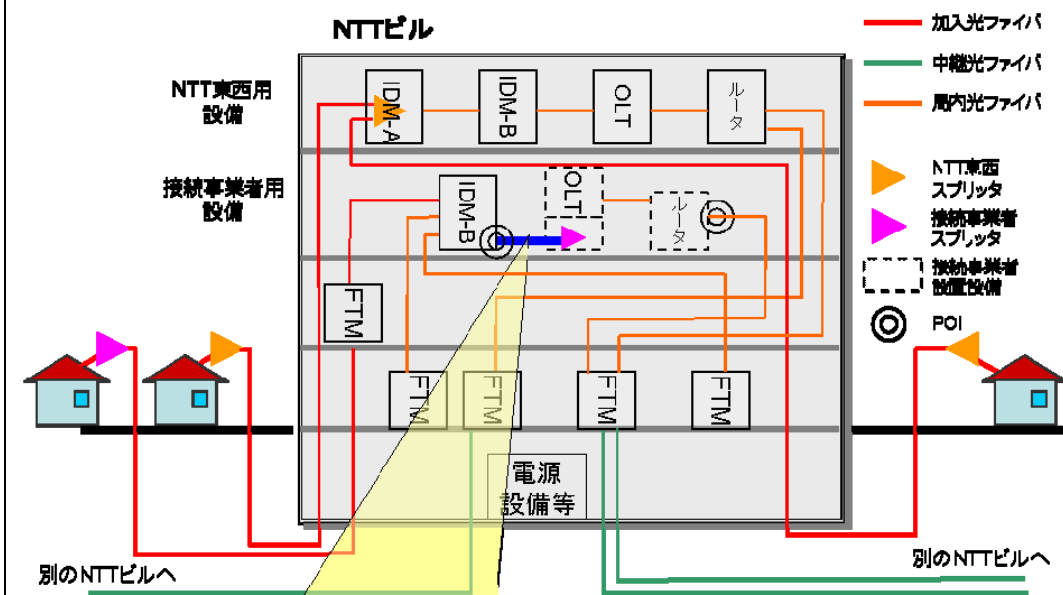 NTTビル
加入光ファイバ
中継光ファイバ
局内光ファイバ
NTT東西用
設備
IDM-A
IDM-B
OLT
ルータ
接続事業者用
設備
IDM-B
OLT
ルータ
NTT東西
スプリッタ
接続事業者
スプリッタ
接続事業者
設置設備
POI
FTM
FTM
FTM
FTM
FTM
電源
設備等
別のNTTビルへ
別のNTTビルへ